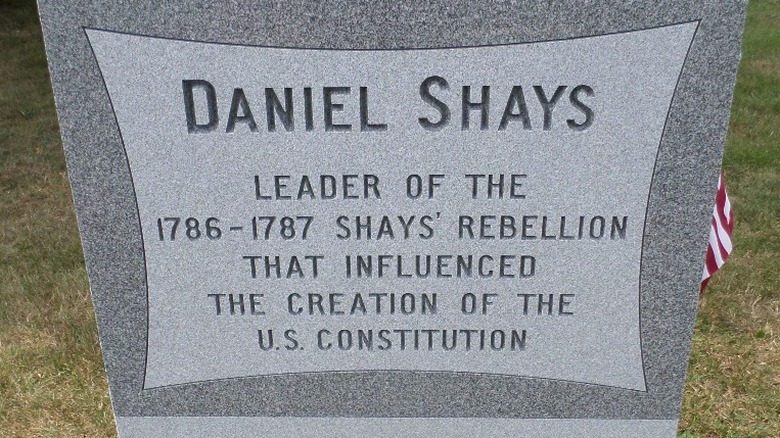 DANIEL SHAYS
LEADER OF THE
1786-1787 SHAYS' REBELLION
THAT INFLUENCED
THE CREATION OF THE
U.S. CONSTITUTION